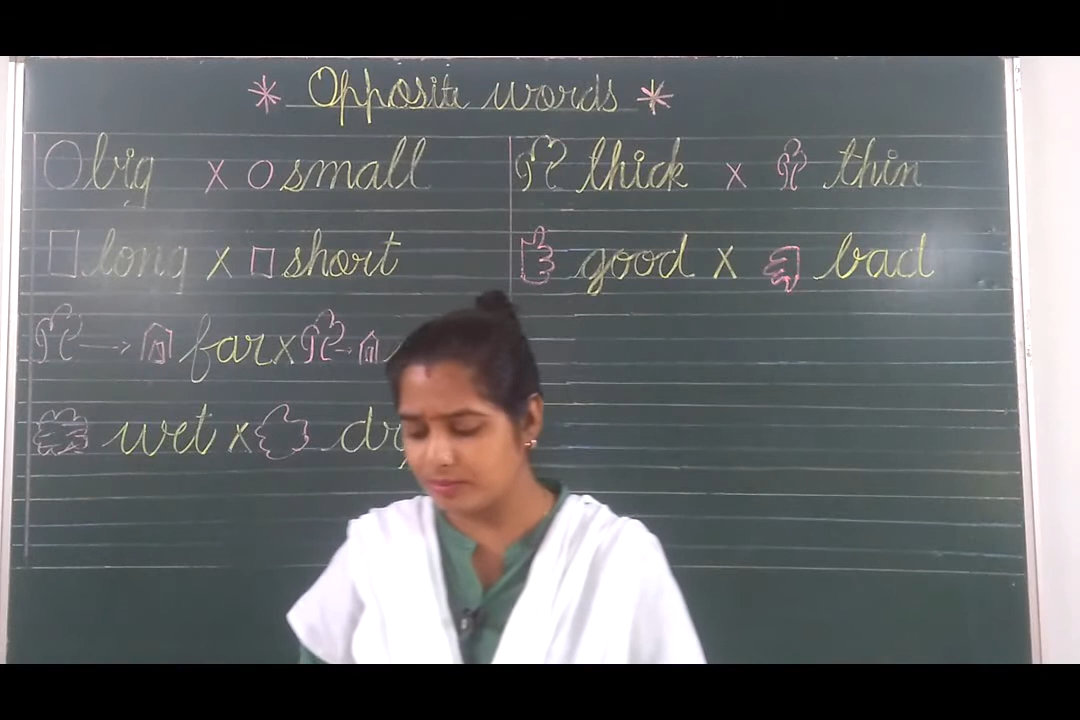 * Opposite words *
big x small
thick x thin
long x short
good x bad
far x
wet x